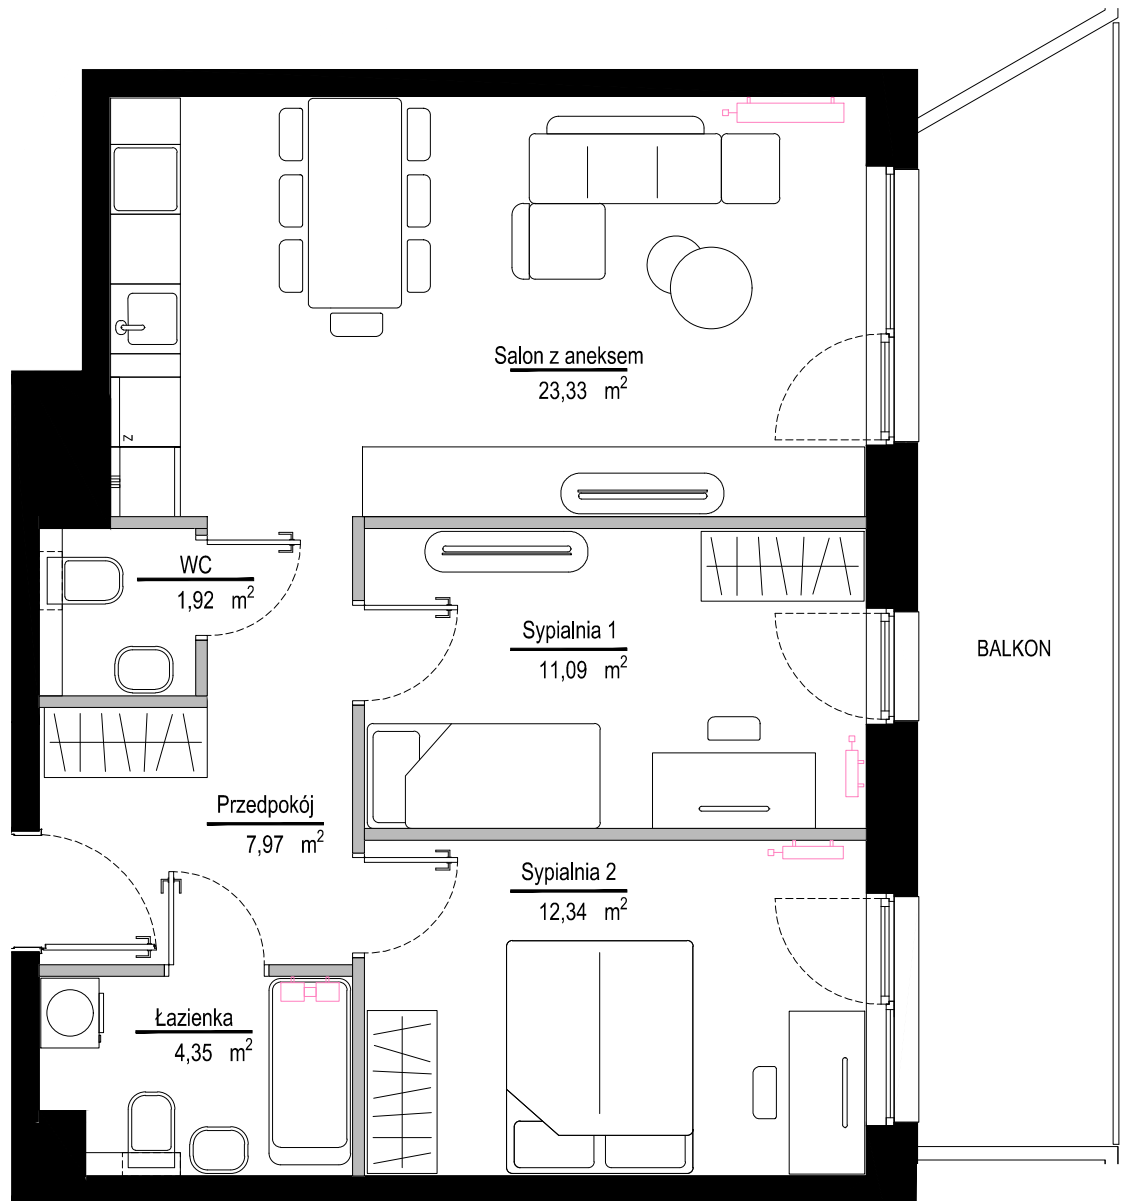 Salon z aneksem
23,33 m²
z
WC
1,92 m²
Sypialnia 1
11,09 m²
BALKON
Przedpokój
7,97 m²
Sypialnia 2
12,34 m²
Łazienka
4,35 m²